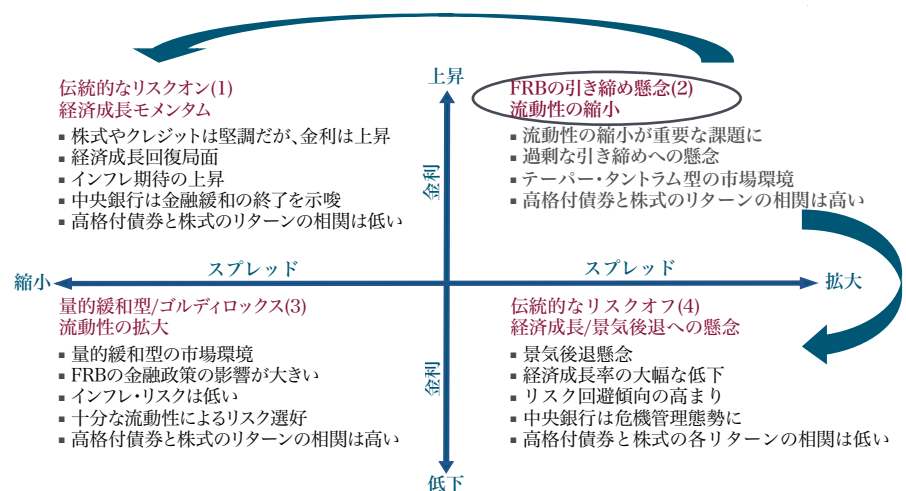 上昇
伝統的なリスクオン(1)
経済成長モメンタム
▪ 株式やクレジットは堅調だが、金利は上昇
▪ 経済成長回復局面
▪ インフレ期待の上昇
▪ 中央銀行は金融緩和の終了を示唆
▪ 高格付債券と株式のリターンの相関は低い
金利
FRBの引き締め懸念(2)
流動性の縮小
▪ 流動性の縮小が重要な課題に
▪ 過剰な引き締めへの懸念
▪ テーパー・タントラム型の市場環境
▪ 高格付債券と株式のリターンの相関は高い
縮小
スプレッド
スプレッド
拡大
量的緩和型/ゴルディロックス(3)
流動性の拡大
▪ 量的緩和型の市場環境
▪ FRBの金融政策の影響が大きい
▪ インフレ・リスクは低い
▪ 十分な流動性によるリスク選好
▪ 高格付債券と株式のリターンの相関は高い
金利
伝統的なリスクオフ(4)
経済成長/景気後退への懸念
▪ 景気後退懸念
▪ 経済成長率の大幅な低下
▪ リスク回避傾向の高まり
▪ 中央銀行は危機管理態勢に
▪ 高格付債券と株式の各リターンの相関は低い
低下